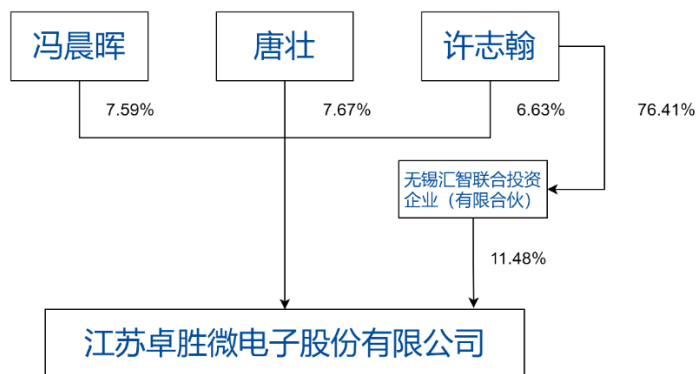 冯晨晖
唐壮
许志翰
7.59%
7.67%
6.63%
76.41%
无锡汇智联合投资
企业（有限合伙）
11.48%
江苏卓胜微电子股份有限公司